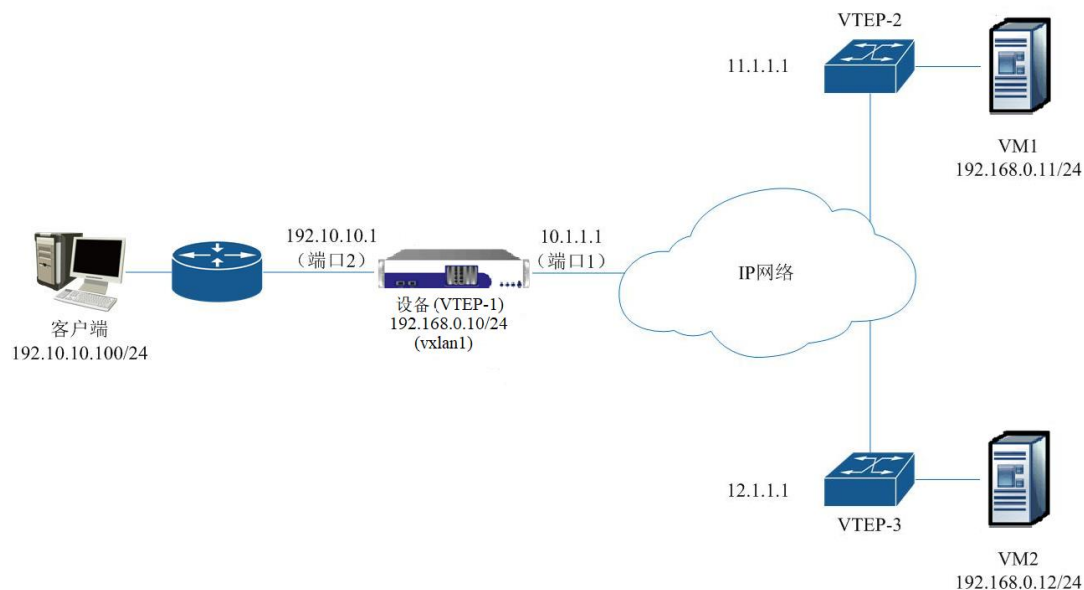 VTEP-2
11.1.1.1
VM1
192.168.0.11/24
192.10.10.1
（端口2）
10.1.1.1
（端口1）
IP网络
设备(VTEP-1)
192.168.0.10/24
(vxlan1)
客户端
192.10.10.100/24
12.1.1.1
VTEP-3
VM2
192.168.0.12/24